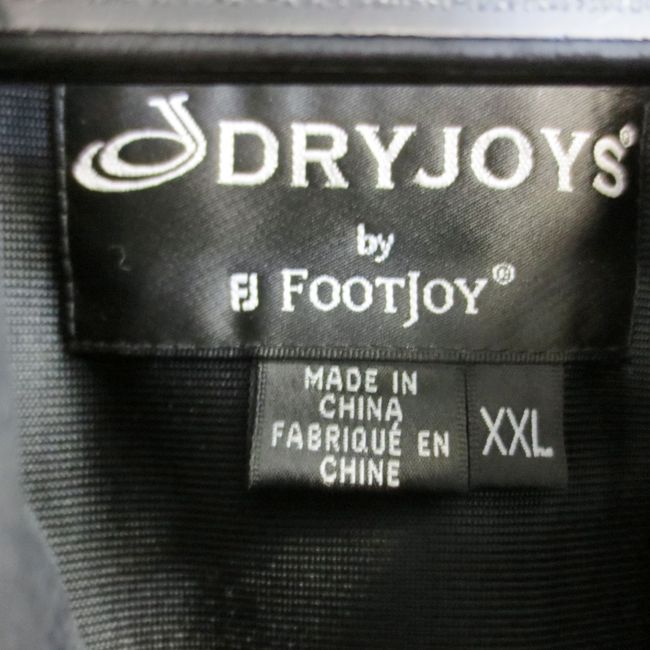 DRYJOYS®
by
FJ FOOTJOY®
MADE IN
CHINA
FABRIQUÉ EN
CHINE
XXL